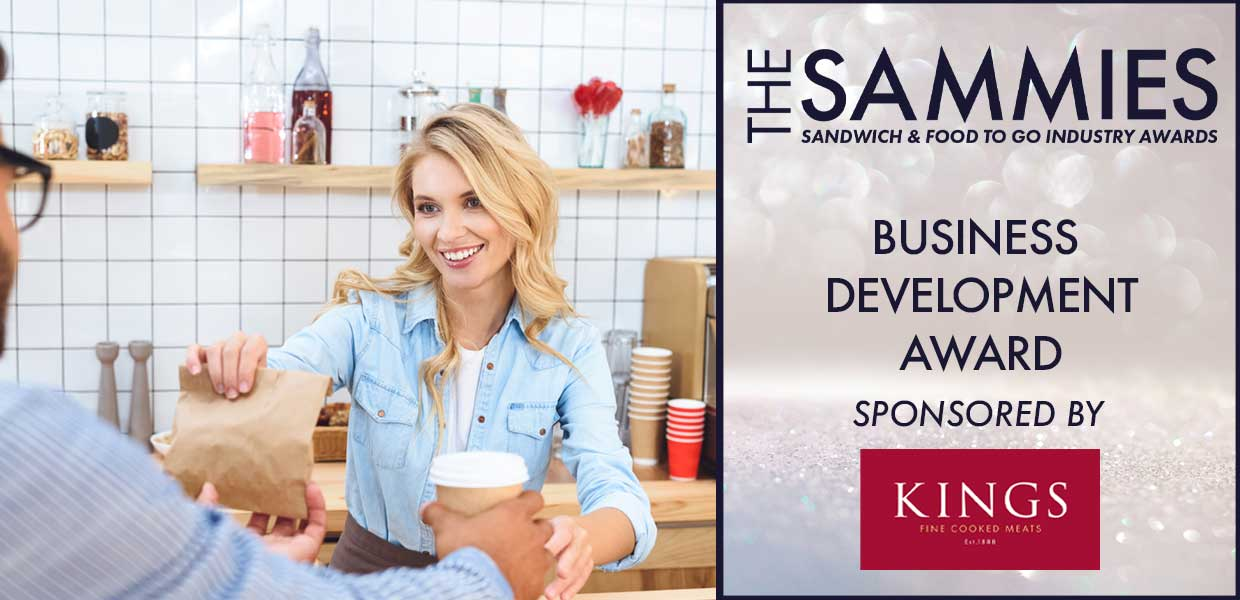 THE SAMMIES
SANDWICH & FOOD TO GO INDUSTRY AWARDS
BUSINESS
DEVELOPMENT
AWARD
SPONSORED BY
KINGS
FINE COOKED MEATS
Est.1888